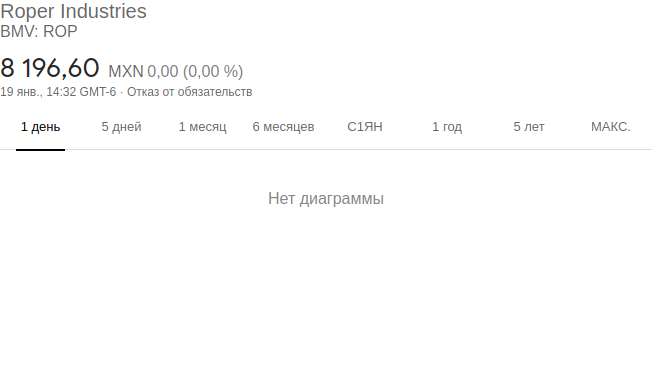 Roper Industries
BMV: ROP
8 196,60 MXN 0,00 (0,00 %)
19 янв., 14:32 GMT-6 · Отказ от обязательств
1 день 5 дней 1 месяц 6 месяцев С1ЯН 1 год 5 лет МАКС.
Нет диаграммы